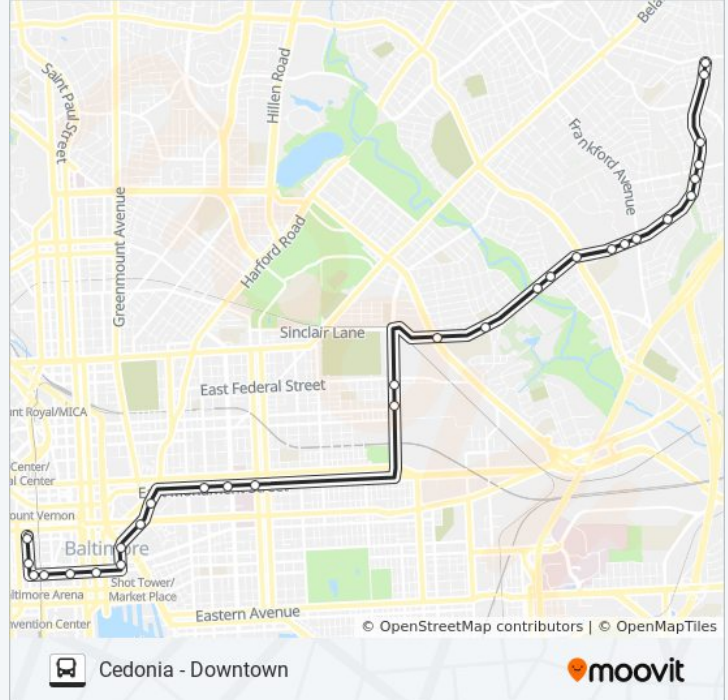 Bela
Saint Paul Street
Hillen Road
Frankford Avenue
Greenmount Avenue
Harford Road
Sinclair Lane
East Federal Street
nt Royal/MICA
Center/
al Center
ount Vernon
Baltimore
Shot Tower/
Market Place
altimore Arena
Eastern Avenue
nvention Center
© OpenStreetMap contributors | © OpenMapTiles
Cedonia - Downtown
moovit